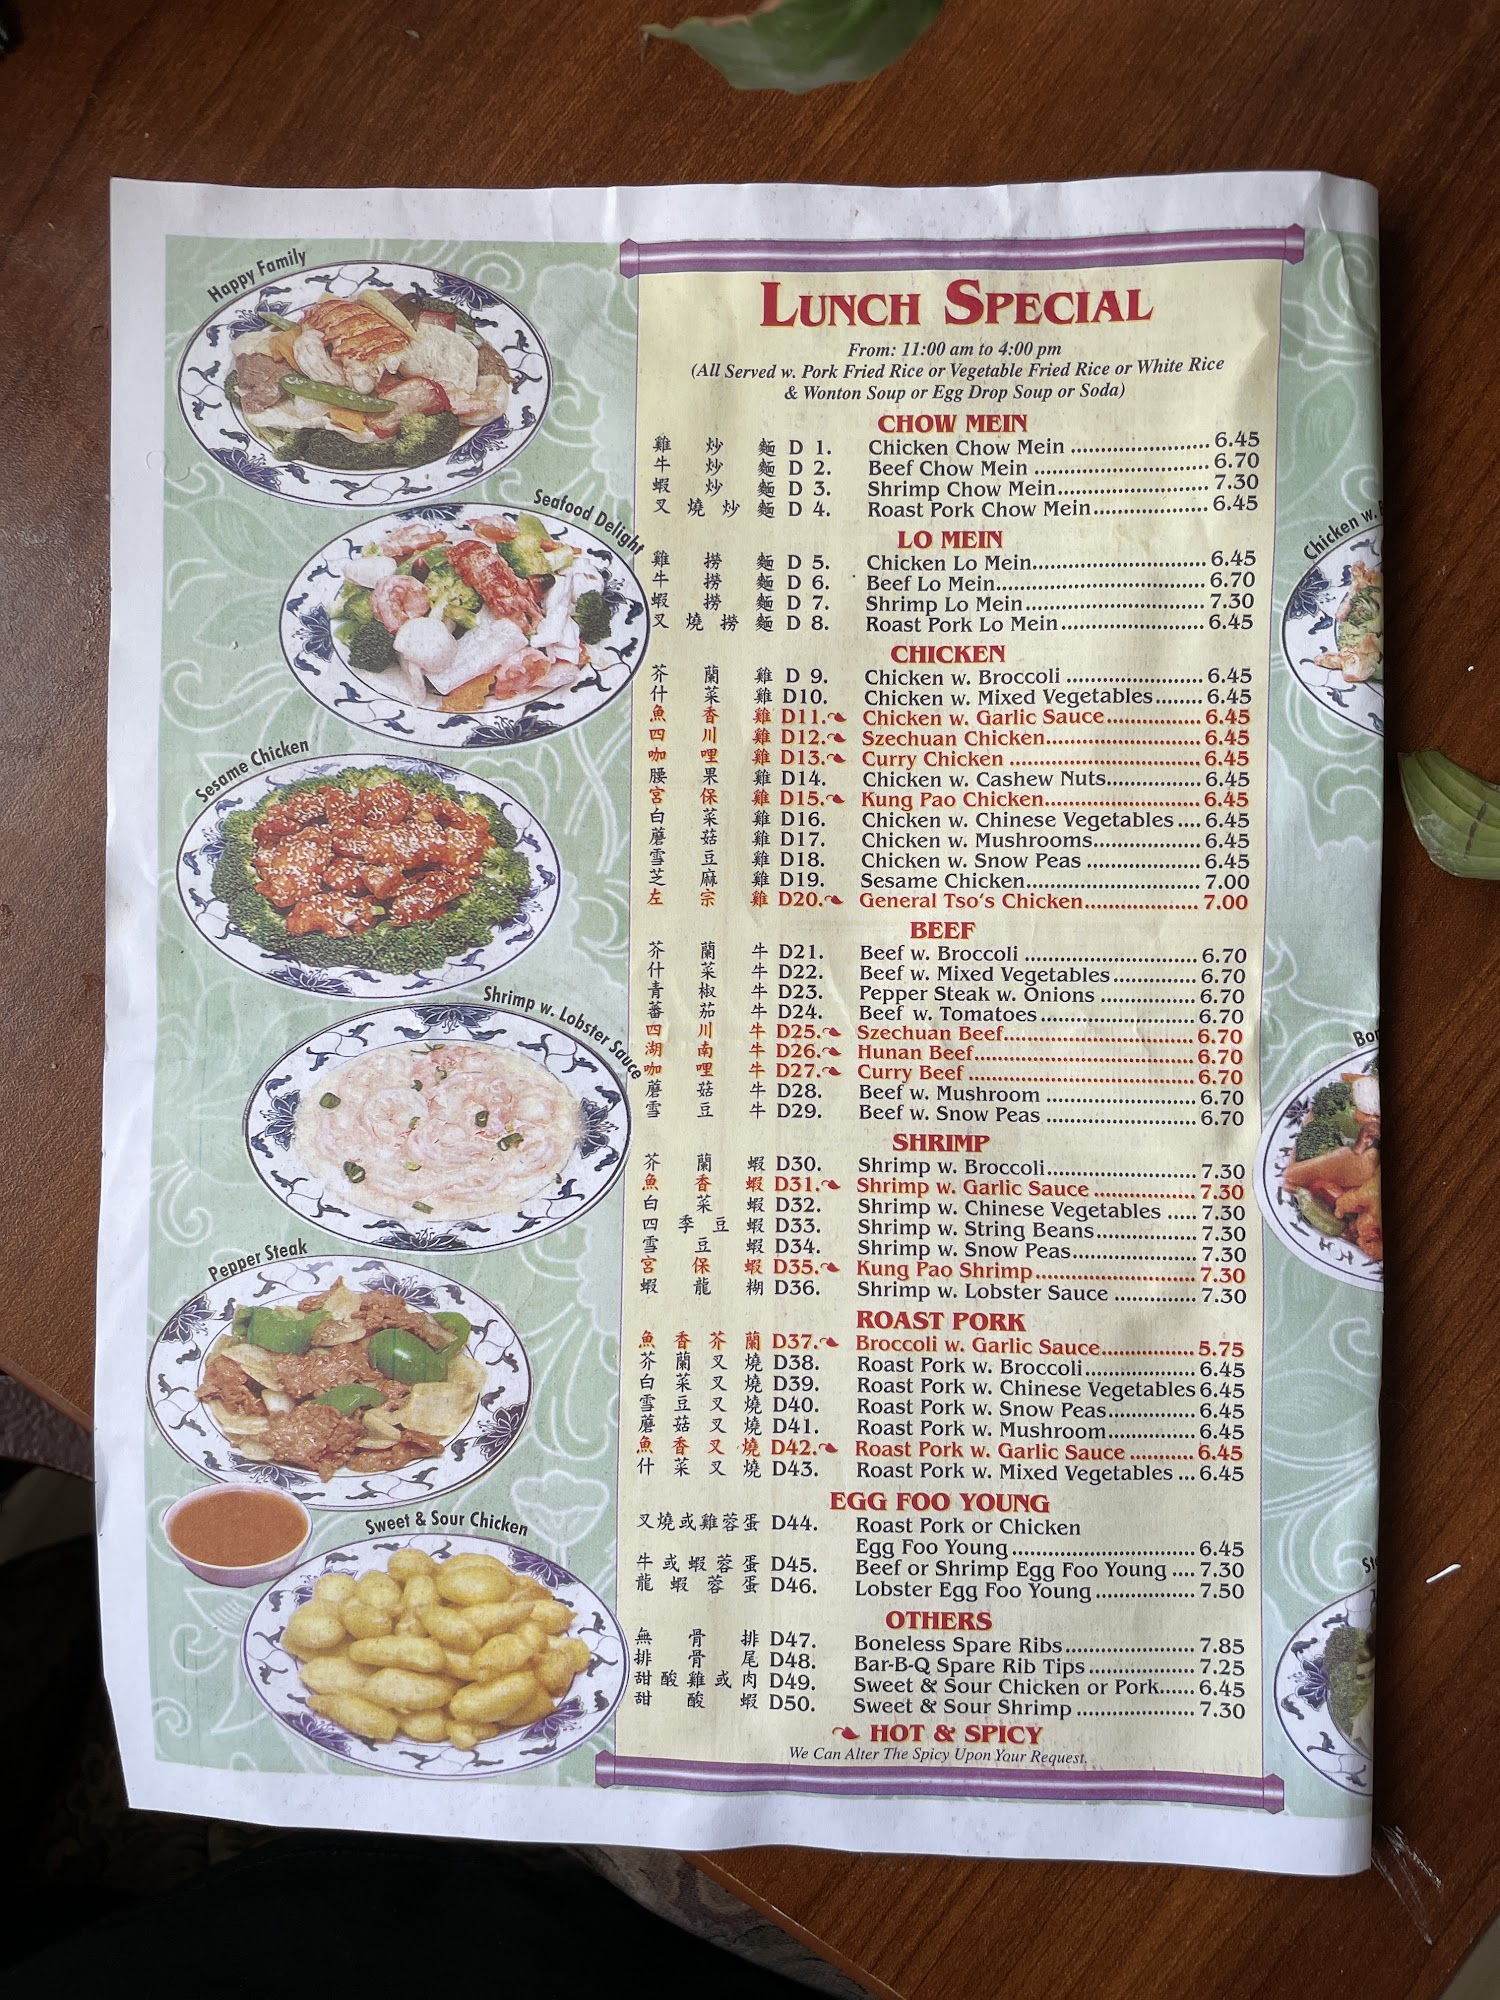 Happy Family
Seafood Delight
Sesame Chicken
Shrimp w. Lobster Sauce
Pepper Steak
Sweet & Sour Chicken
LUNCH SPECIAL
From: 11:00 am to 4:00 pm
(All Served w. Pork Fried Rice or Vegetable Fried Rice or White Rice
& Wonton Soup or Egg Drop Soup or Soda)
CHOW MEIN
雞 炒 麵 D 1. Chicken Chow Mein 6.45
牛 炒 麵 D 2. Beef Chow Mein 6.70
蝦 炒 麵 D 3. Shrimp Chow Mein 7.30
叉 燒 炒 麵 D 4. Roast Pork Chow Mein 6.45
LO MEIN
雞 撈 麵 D 5. Chicken Lo Mein 6.45
牛 撈 麵 D 6. Beef Lo Mein 6.70
蝦 撈 麵 D 7. Shrimp Lo Mein 7.30
叉 燒 撈 麵 D 8. Roast Pork Lo Mein 6.45
CHICKEN
芥 蘭 雞 D 9. Chicken w. Broccoli 6.45
什 菜 雞 D10. Chicken w. Mixed Vegetables 6.45
魚 香 雞 D11. Chicken w. Garlic Sauce 6.45
四 川 雞 D12. Szechuan Chicken 6.45
咖 哩 雞 D13. Curry Chicken 6.45
腰 果 雞 D14. Chicken w. Cashew Nuts 6.45
宮 保 雞 D15. Kung Pao Chicken 6.45
白 菜 雞 D16. Chicken w. Chinese Vegetables 6.45
蘑 菇 雞 D17. Chicken w. Mushrooms 6.45
雪 豆 雞 D18. Chicken w. Snow Peas 6.45
芝 麻 雞 D19. Sesame Chicken 7.00
左 宗 雞 D20. General Tso's Chicken 7.00
BEEF
芥 蘭 牛 D21. Beef w. Broccoli 6.70
什 菜 牛 D22. Beef w. Mixed Vegetables 6.70
青 椒 牛 D23. Pepper Steak w. Onions 6.70
蕃 茄 牛 D24. Beef w. Tomatoes 6.70
四 川 牛 D25. Szechuan Beef 6.70
湖 南 牛 D26. Hunan Beef 6.70
咖 哩 牛 D27. Curry Beef 6.70
蘑 菇 牛 D28. Beef w. Mushroom 6.70
雪 豆 牛 D29. Beef w. Snow Peas 6.70
SHRIMP
芥 蘭 蝦 D30. Shrimp w. Broccoli 7.30
魚 香 蝦 D31. Shrimp w. Garlic Sauce 7.30
白 菜 蝦 D32. Shrimp w. Chinese Vegetables 7.30
四 季 豆 蝦 D33. Shrimp w. String Beans 7.30
雪 豆 蝦 D34. Shrimp w. Snow Peas 7.30
宮 保 蝦 D35. Kung Pao Shrimp 7.30
蝦 龍 糊 D36. Shrimp w. Lobster Sauce 7.30
ROAST PORK
魚 香 芥 蘭 D37. Broccoli w. Garlic Sauce 5.75
芥 蘭 叉 燒 D38. Roast Pork w. Broccoli 6.45
白 菜 叉 燒 D39. Roast Pork w. Chinese Vegetables 6.45
雪 豆 叉 燒 D40. Roast Pork w. Snow Peas 6.45
蘑 菇 叉 燒 D41. Roast Pork w. Mushroom 6.45
魚 香 叉 燒 D42. Roast Pork w. Garlic Sauce 6.45
什 菜 叉 燒 D43. Roast Pork w. Mixed Vegetables 6.45
EGG FOO YOUNG
叉燒或雞蓉蛋 D44. Roast Pork or Chicken
Egg Foo Young 6.45
牛 或 蝦 蓉 蛋 D45. Beef or Shrimp Egg Foo Young 7.30
龍 蝦 蓉 蛋 D46. Lobster Egg Foo Young 7.50
OTHERS
無 骨 排 D47. Boneless Spare Ribs 7.85
排 骨 尾 D48. Bar-B-Q Spare Rib Tips 7.25
甜 酸 雞 或 肉 D49. Sweet & Sour Chicken or Pork 6.45
甜 酸 蝦 D50. Sweet & Sour Shrimp 7.30
HOT & SPICY
We Can Alter The Spicy Upon Your Request.
Chicken w.